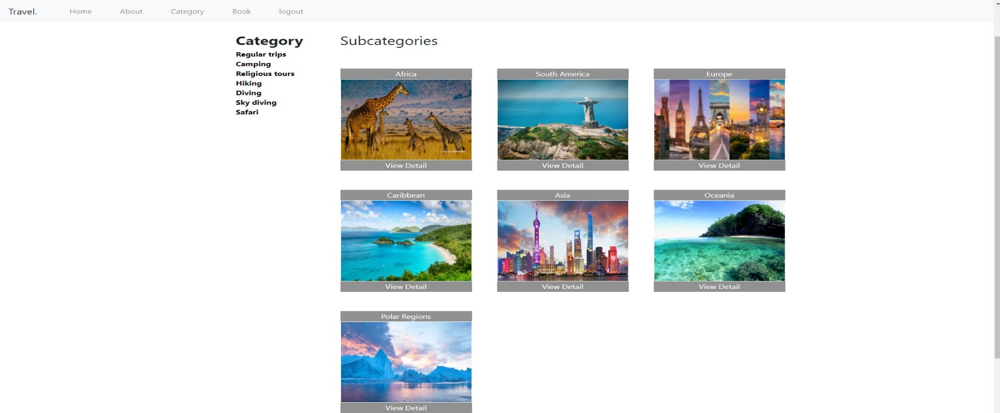 Travel. Home About Category Book logout
Category
Regular trips
Camping
Religious tours
Hiking
Diving
Sky diving
Safari
Subcategories
Africa
View Detail
South America
View Detail
Europe
View Detail
Caribbean
View Detail
Asia
View Detail
Oceania
View Detail
Polar Regions
View Detail